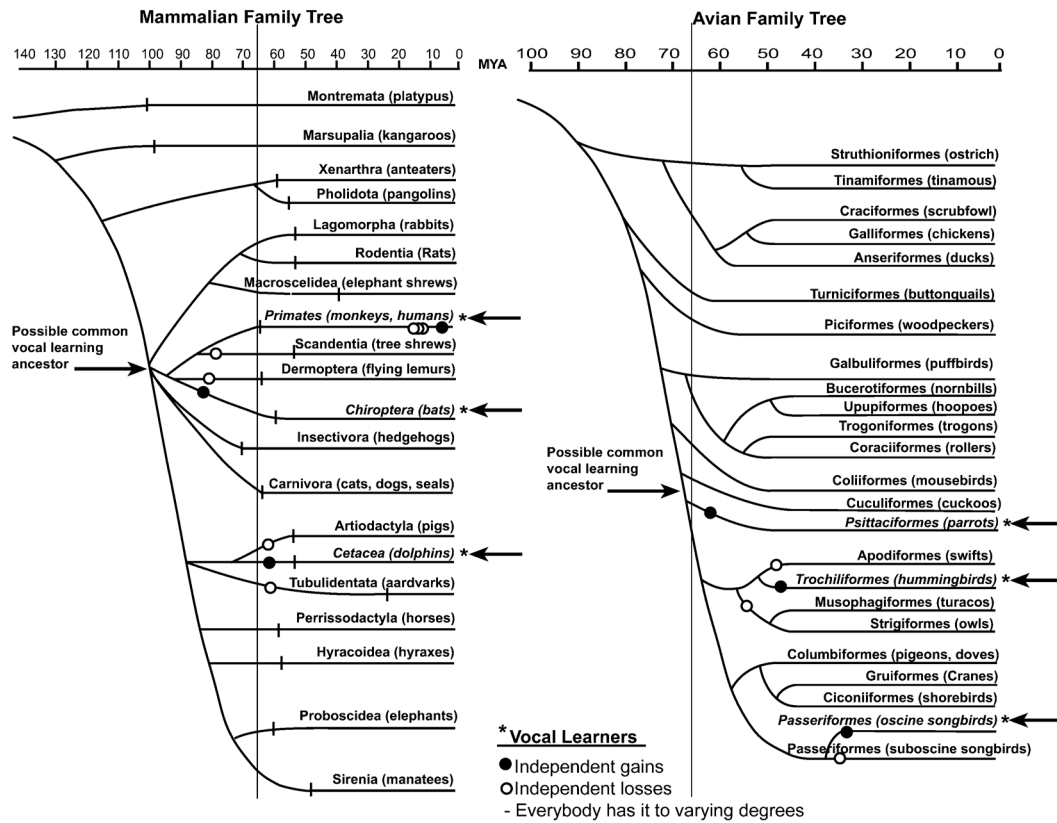 Mammalian Family Tree
140 120 100 90 80 70 60 50 40 30 20 10 0
MYA
Montremata (platypus)
Marsupalia (kangaroos)
Xenarthra (anteaters)
Pholidota (pangolins)
Lagomorpha (rabbits)
Rodentia (Rats)
Macroscelidea (elephant shrews)
Primates (monkeys, humans) *
Scandentia (tree shrews)
Dermoptera (flying lemurs)
Possible common
vocal learning
ancestor
Chiroptera (bats) *
Insectivora (hedgehogs)
Carnivora (cats, dogs, seals)
Artiodactyla (pigs)
Cetacea (dolphins) *
Tubulidentata (aardvarks)
Perrissodactyla (horses)
Hyracoidea (hyraxes)
Proboscidea (elephants)
Sirenia (manatees)
Avian Family Tree
100 90 80 70 60 50 40 30 20 10 0
Struthioniformes (ostrich)
Tinamiformes (tinamous)
Craciformes (scrubfowl)
Galliformes (chickens)
Anseriformes (ducks)
Turniciformes (buttonquails)
Piciformes (woodpeckers)
Galbuliformes (puffbirds)
Bucerotiformes (nornbills)
Upupiformes (hoopoes)
Trogoniformes (trogons)
Coraciiformes (rollers)
Possible common
vocal learning
ancestor
Coliiformes (mousebirds)
Cuculiformes (cuckoos)
Psittaciformes (parrots) *
Apodiformes (swifts)
Trochiliformes (hummingbirds) *
Musophagiformes (turacos)
Strigiformes (owls)
Columbiformes (pigeons, doves)
Gruiformes (Cranes)
Ciconiiformes (shorebirds)
Passeriformes (oscine songbirds) *
Passeriformes (suboscine songbirds)
* Vocal Learners
Independent gains
Independent losses
- Everybody has it to varying degrees